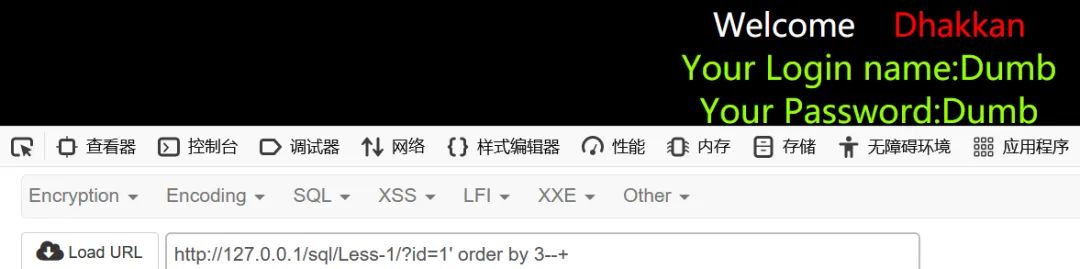 Welcome Dhakkan
Your Login name:Dumb
Your Password:Dumb
查看器 控制台 调试器 网络 样式编辑器 性能 内存 存储 无障碍环境 应用程序
Encryption Encoding SQL XSS LFI XXE Other
Load URL http://127.0.0.1/sql/Less-1/?id=1' order by 3--+